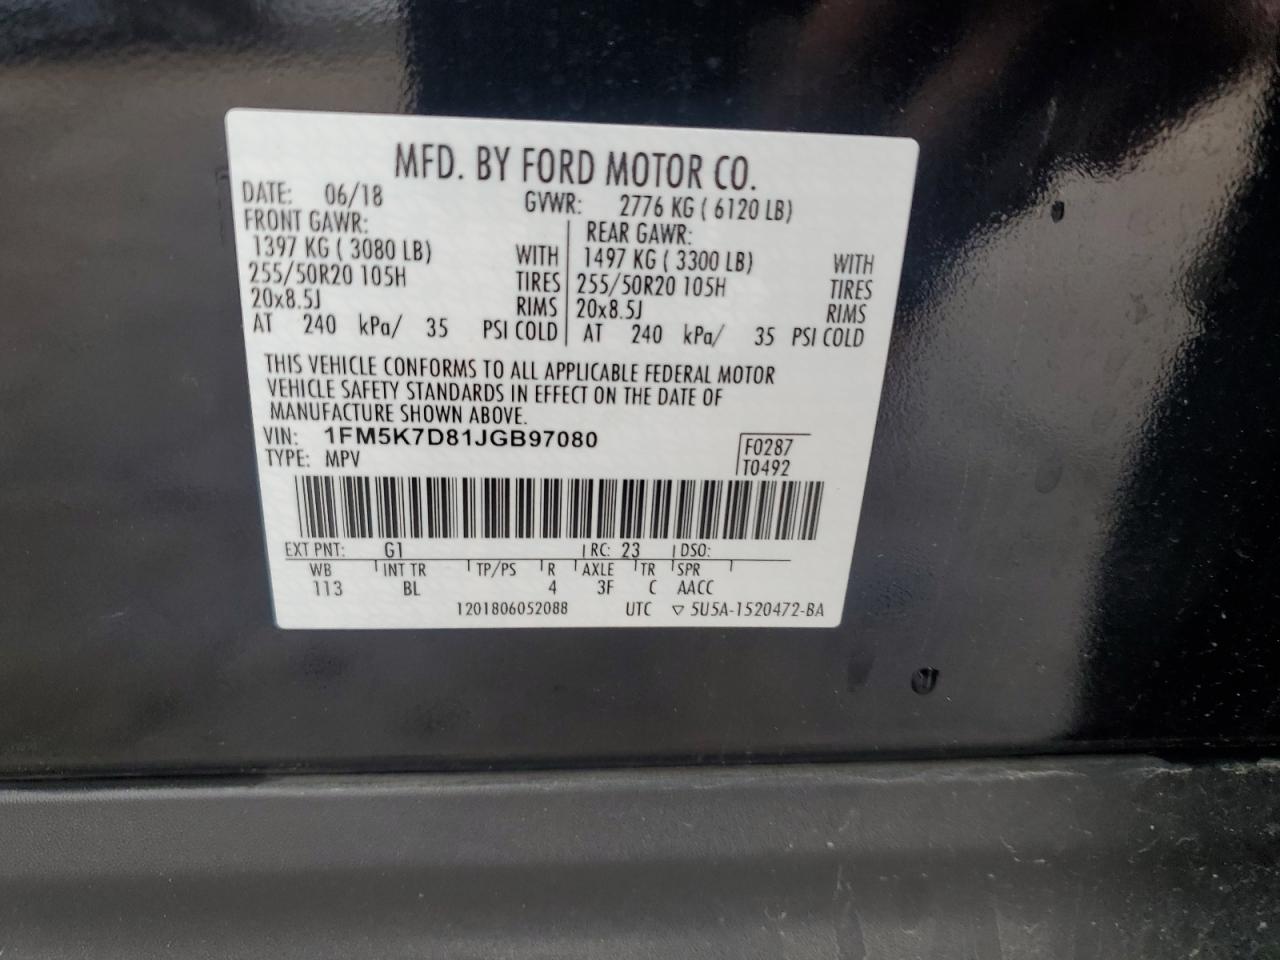 MFD. BY FORD MOTOR CO.
DATE: 06/18 GVWR: 2776 KG ( 6120 LB)
FRONT GAWR: REAR GAWR:
1397 KG ( 3080 LB) WITH 1497 KG ( 3300 LB) WITH
255/50R20 105H TIRES 255/50R20 105H TIRES
20x8.5J RIMS 20x8.5J RIMS
AT 240 kPa/ 35 PSI COLD AT 240 kPa/ 35 PSI COLD
THIS VEHICLE CONFORMS TO ALL APPLICABLE FEDERAL MOTOR
VEHICLE SAFETY STANDARDS IN EFFECT ON THE DATE OF
MANUFACTURE SHOWN ABOVE.
VIN: 1FM5K7D81JGB97080 F0287
TYPE: MPV T0492
EXT PNT: G1 RC: 23 DSO:
WB INT TR TP/PS R AXLE TR SPR
113 BL 4 3F C AACC
1201806052088 UTC ▽ 5U5A-1520472-BA